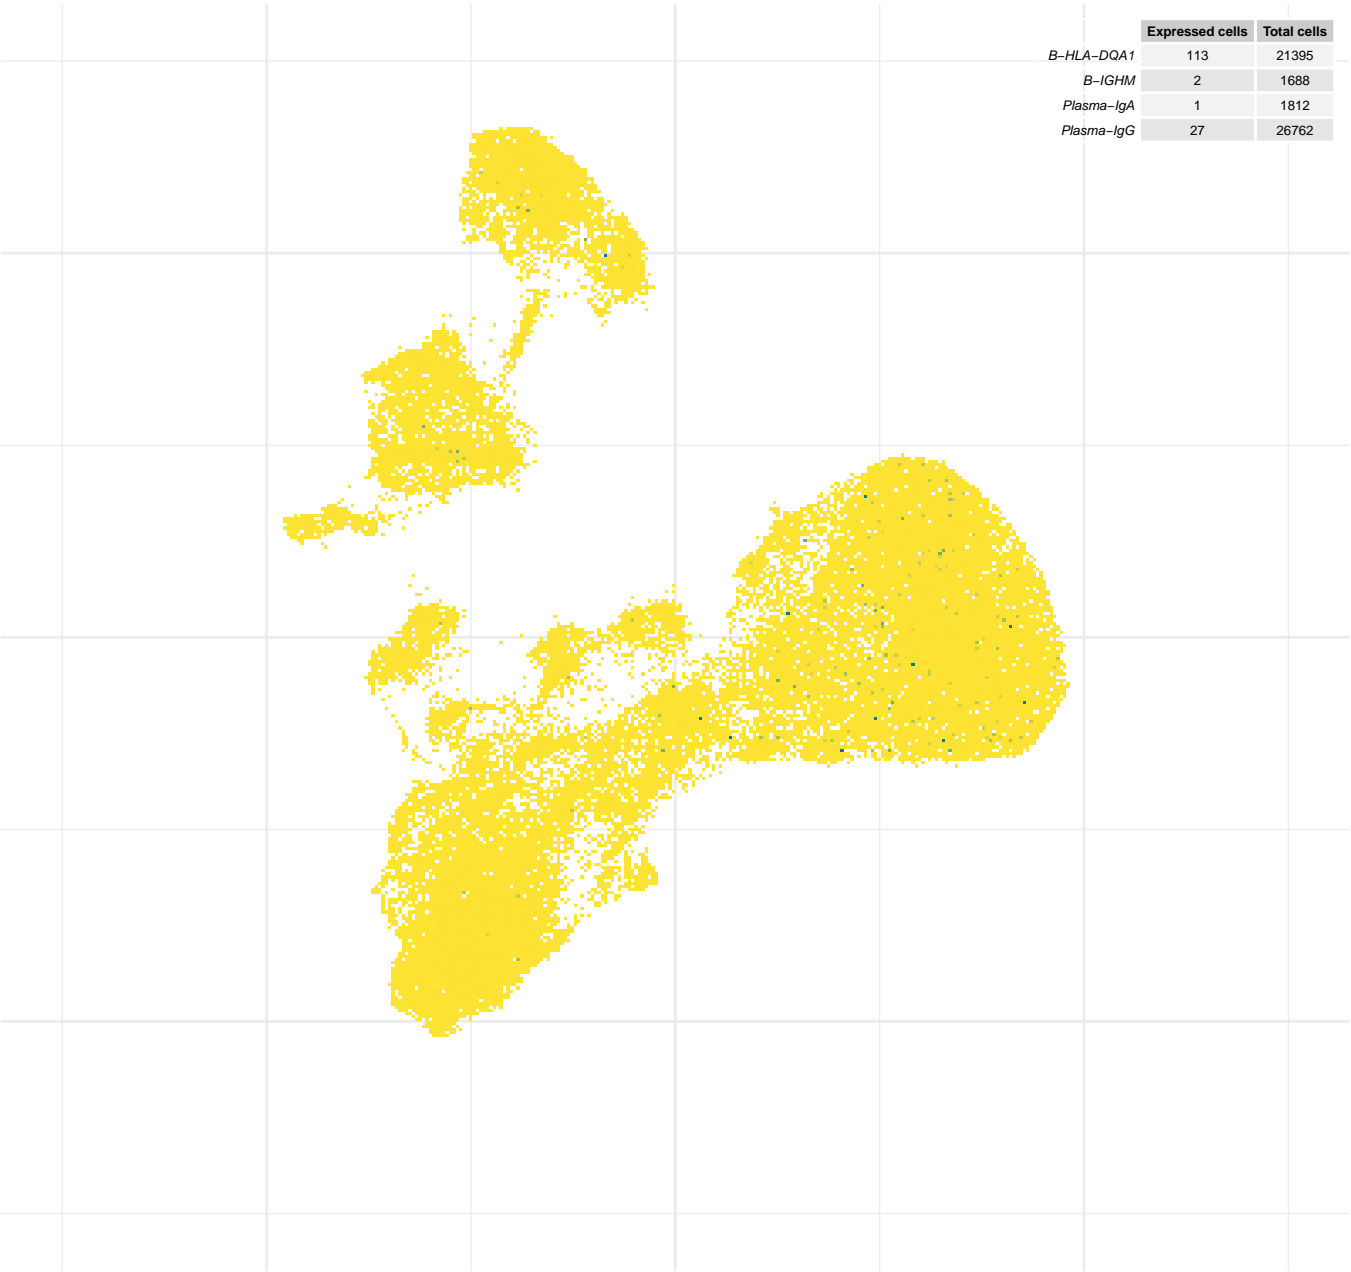 Expressed cells Total cells
B−HLA−DQA1 113 21395
B−IGHM 2 1688
Plasma−IgA 1 1812
Plasma−IgG 27 26762